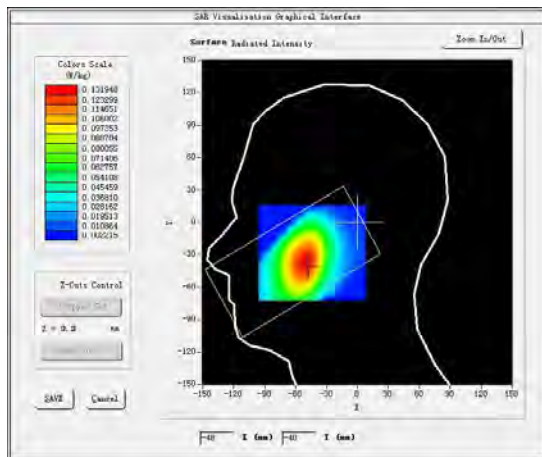 SAR Visualisation Graphical Interface
Surface Radiated Intensity
Zoom In/Out
Colors Scale
(W/kg)
0.131948
0.123299
0.114651
0.106002
0.097353
0.088704
0.080055
0.071406
0.062757
0.054108
0.045459
0.036810
0.028162
0.019513
0.010864
0.002215
150-
120-
90-
60-
30-
0-
-30-
-60-
-90-
-120-
-150-
-150 -120 -90 -60 -30 0 30 60 90 120 150
X
Z-Cuts Control
Z = 0.0 mm
SAVE
Cancel
-48 X (mm) -40 Y (mm)